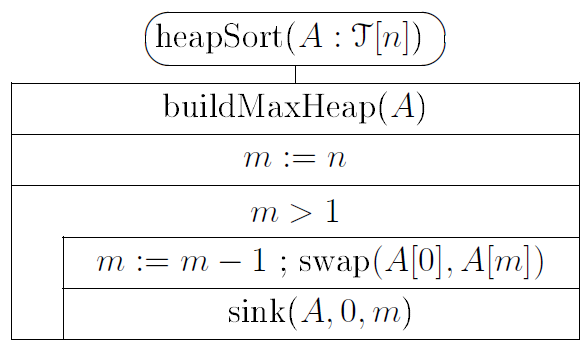 heapSort(A : 𝒯[n])
buildMaxHeap(A)
m := n
m > 1
m := m − 1 ; swap(A[0], A[m])
sink(A, 0, m)